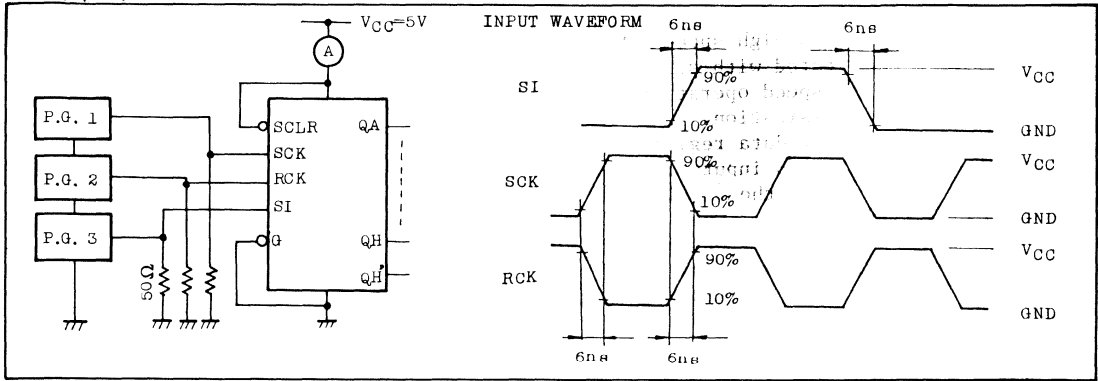 VCC=5V
A
P.G. 1
P.G. 2
P.G. 3
SCLR
SCK
RCK
SI
G
QA
QH
QH'
50Ω
INPUT WAVEFORM
6ns
6ns
SI
90%
10%
VCC
GND
SCK
90%
10%
VCC
GND
RCK
90%
10%
VCC
GND
6ns
6ns